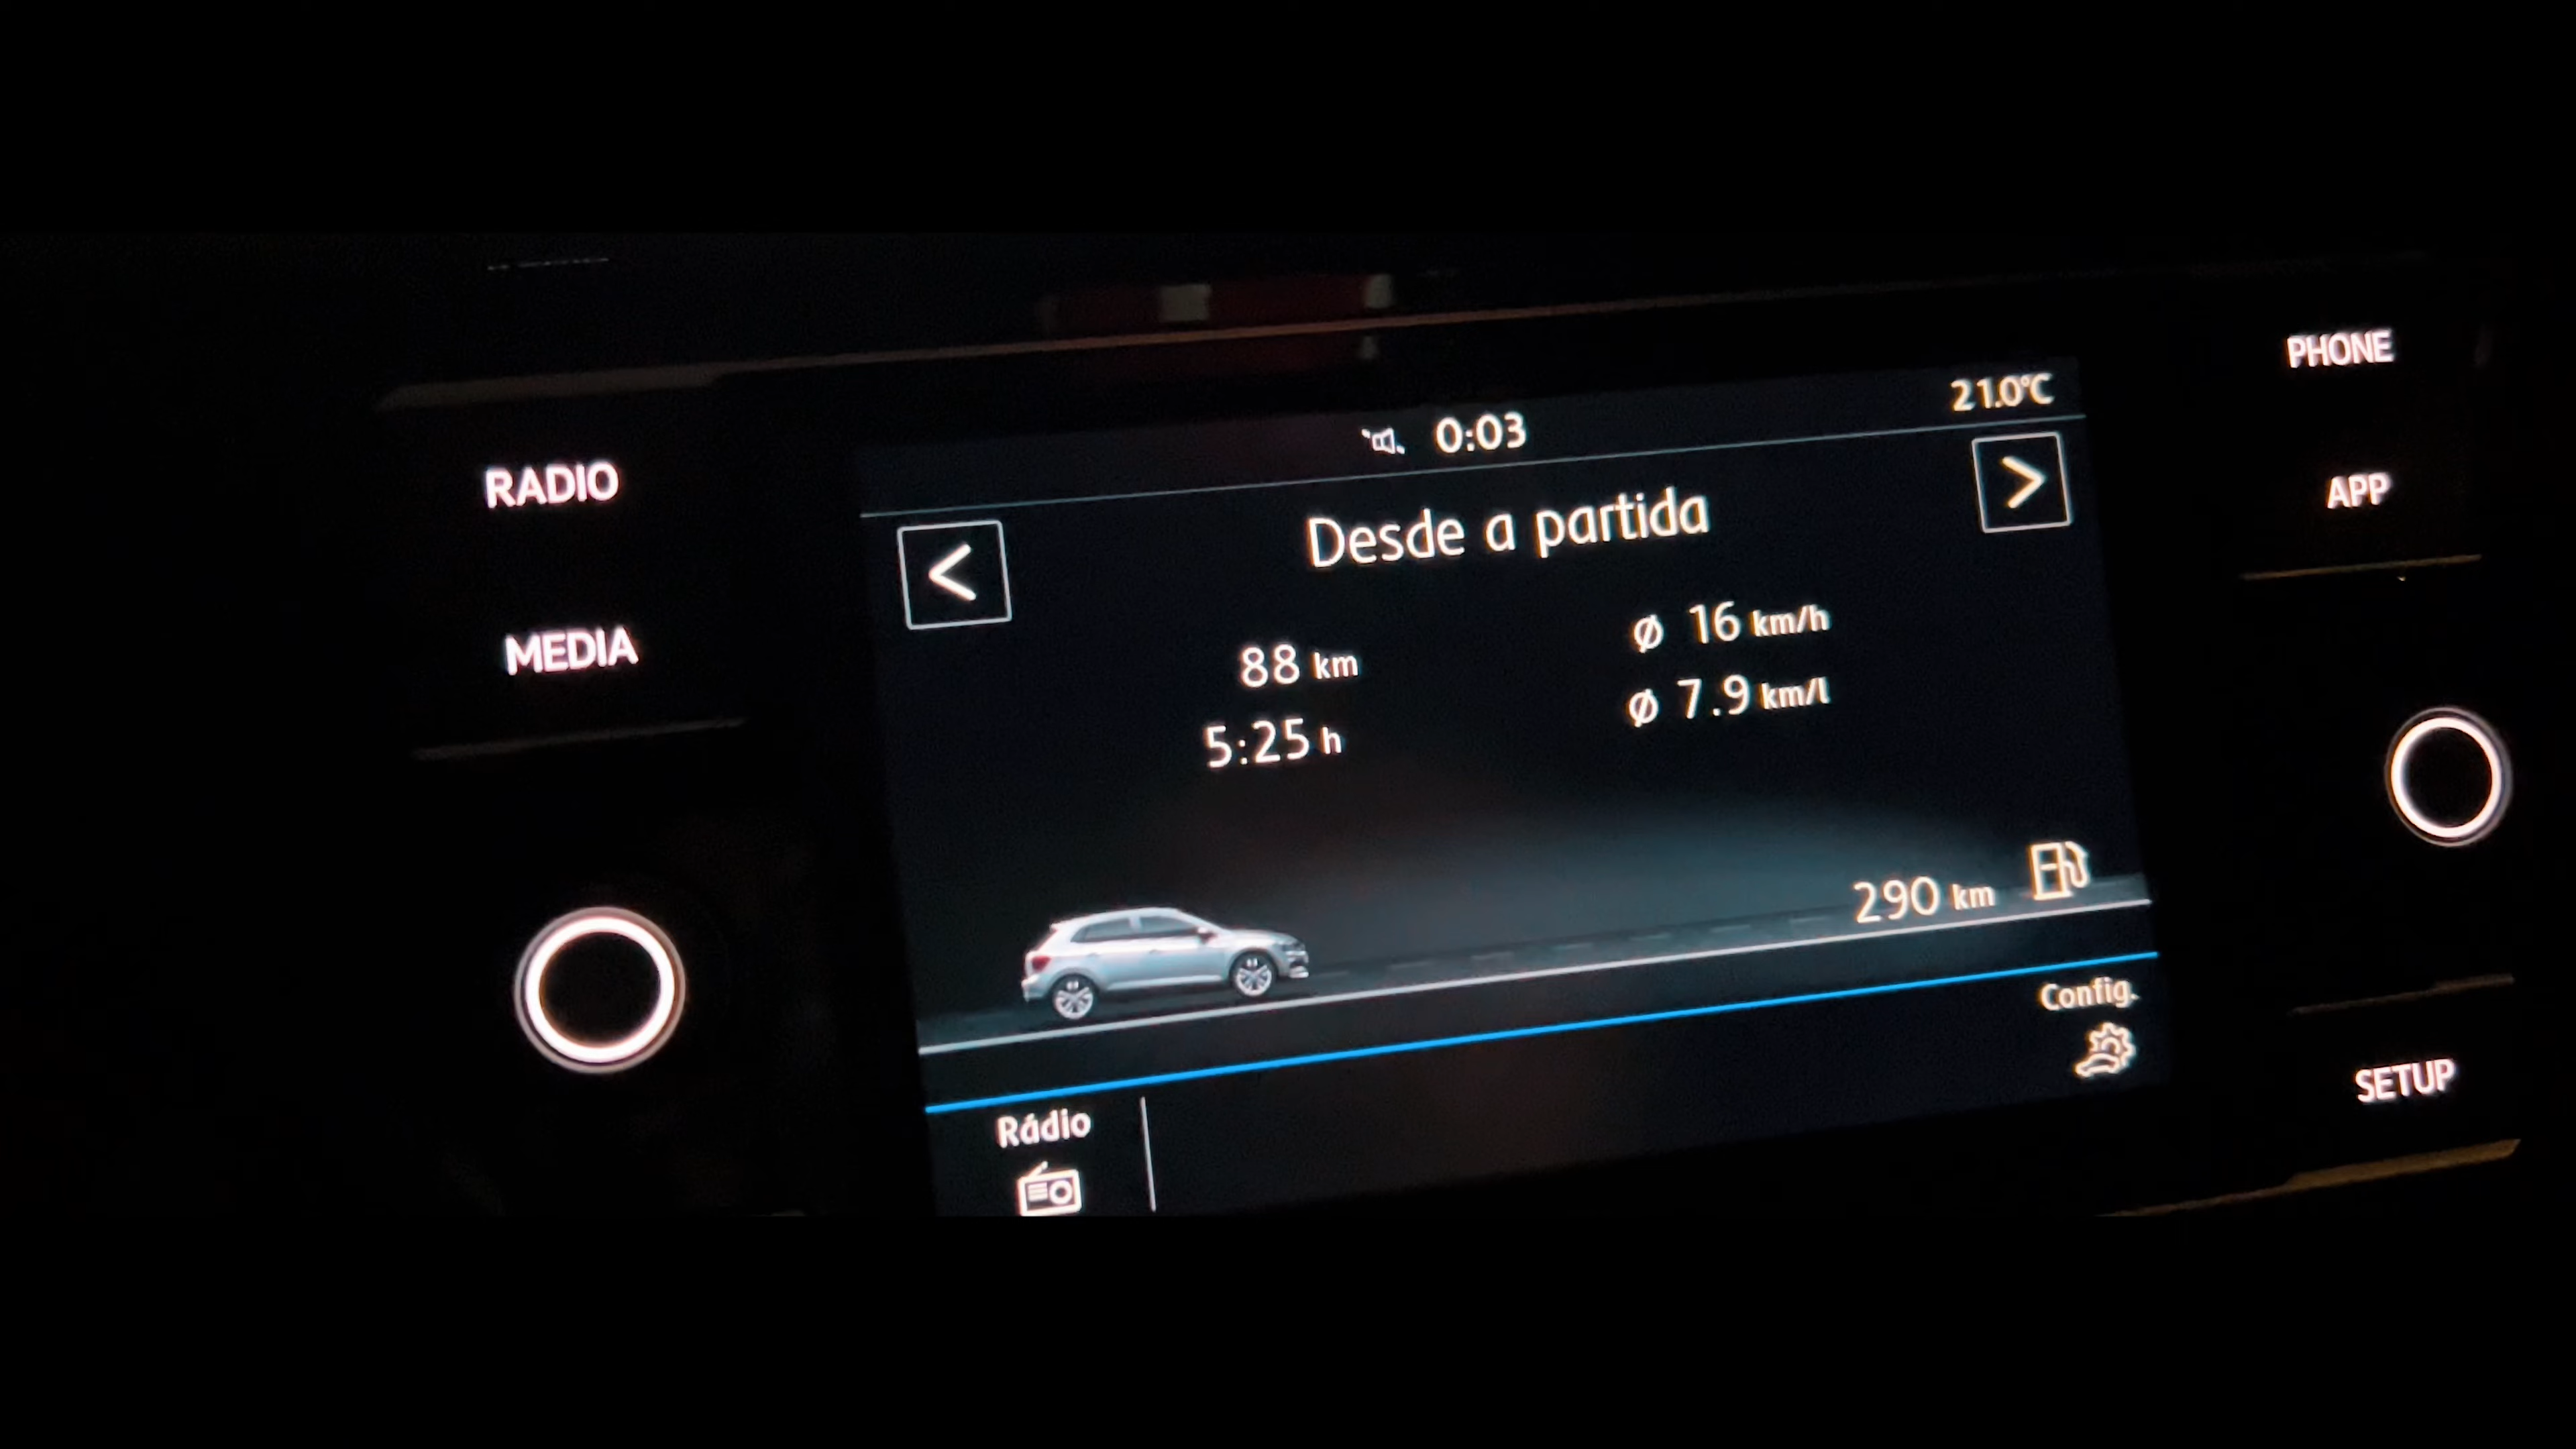 RADIO
MEDIA
0:03
21.0°C
<
Desde a partida
>
88 km
ø 16 km/h
5:25 h
ø 7.9 km/l
290 km
Config.
Rádio
PHONE
APP
SETUP